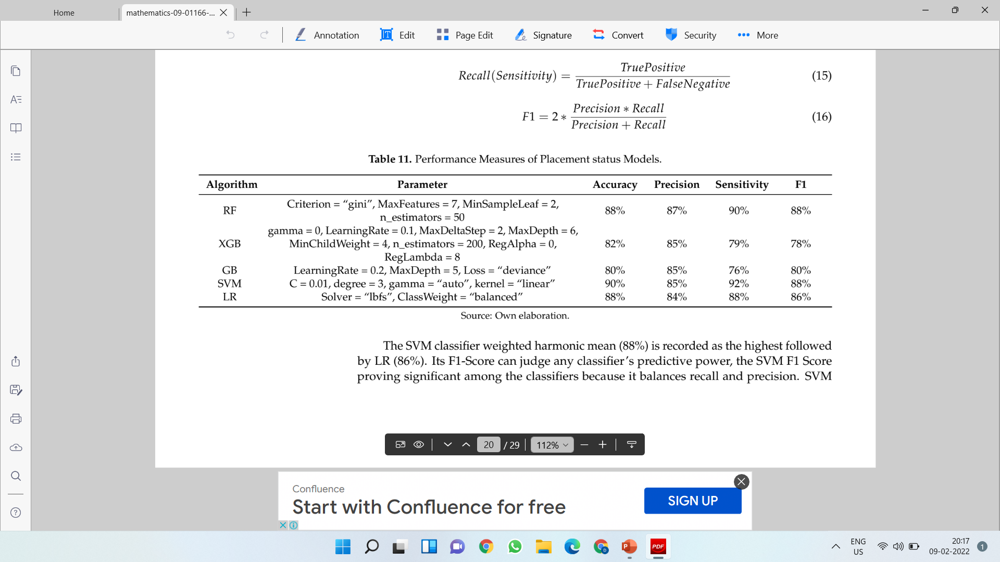 Home
mathematics-09-01166-...
Annotation
Edit
Page Edit
Signature
Convert
Security
More
Recall(Sensitivity) = TruePositive / TruePositive + FalseNegative (15)
F1 = 2 * Precision * Recall / Precision + Recall (16)
Table 11. Performance Measures of Placement status Models.
Algorithm Parameter Accuracy Precision Sensitivity F1
RF Criterion = “gini”, MaxFeatures = 7, MinSampleLeaf = 2,
n_estimators = 50 88% 87% 90% 88%
gamma = 0, LearningRate = 0.1, MaxDeltaStep = 2, MaxDepth = 6,
XGB MinChildWeight = 4, n_estimators = 200, RegAlpha = 0, 82% 85% 79% 78%
RegLambda = 8
GB LearningRate = 0.2, MaxDepth = 5, Loss = “deviance” 80% 85% 76% 80%
SVM C = 0.01, degree = 3, gamma = “auto”, kernel = “linear” 90% 85% 92% 88%
LR Solver = “lbfs”, ClassWeight = “balanced” 88% 84% 88% 86%
Source: Own elaboration.
The SVM classifier weighted harmonic mean (88%) is recorded as the highest followed
by LR (86%). Its F1-Score can judge any classifier’s predictive power, the SVM F1 Score
proving significant among the classifiers because it balances recall and precision. SVM
20 / 29
112%
Confluence
Start with Confluence for free
SIGN UP
PDF
ENG
US
20:17
09-02-2022
1